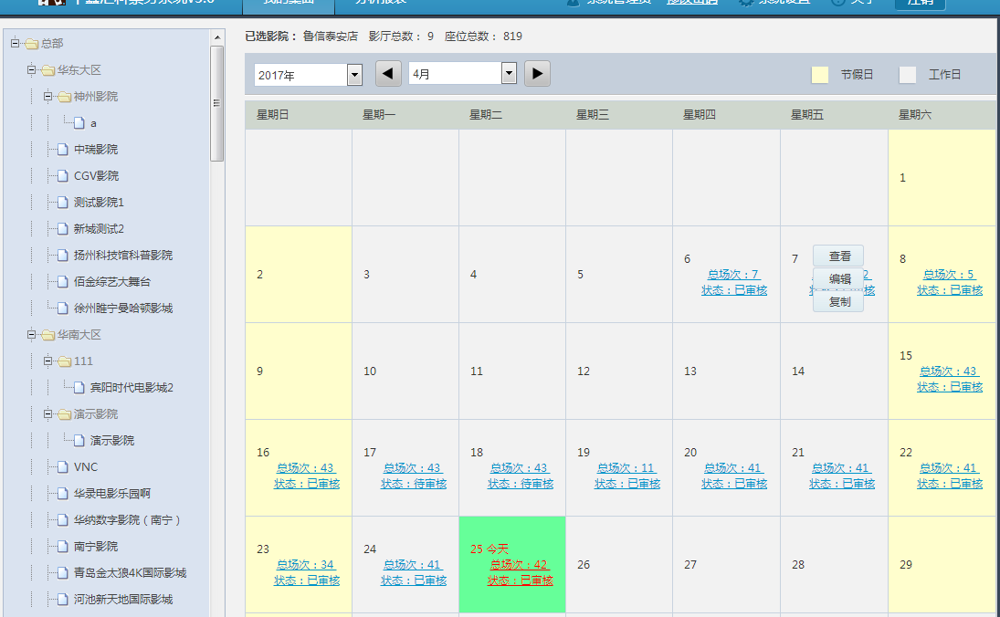 我的桌面 分析报表 系统管理员 修改密码 系统设置 关于 注销
总部
华东大区
神州影院
a
中瑞影院
CGV影院
测试影院1
新城测试2
扬州科技馆科普影院
佰金综艺大舞台
徐州睢宁曼哈顿影城
华南大区
111
宾阳时代电影城2
演示影院
演示影院
VNC
华录电影乐园啊
华纳数字影院（南宁）
南宁影院
青岛金太狼4K国际影城
河池新天地国际影城
已选影院： 鲁信泰安店 影厅总数： 9 座位总数： 819
2017年 4月 节假日 工作日
星期日 星期一 星期二 星期三 星期四 星期五 星期六
1
2
3
4
5
6
总场次：7
状态：已审核
7
查看
编辑
复制
8
总场次：5
状态：已审核
9
10
11
12
13
14
15
总场次：43
状态：已审核
16
总场次：43
状态：已审核
17
总场次：43
状态：待审核
18
总场次：43
状态：待审核
19
总场次：11
状态：已审核
20
总场次：41
状态：已审核
21
总场次：41
状态：已审核
22
总场次：41
状态：已审核
23
总场次：34
状态：已审核
24
总场次：41
状态：已审核
25 今天
总场次：42
状态：已审核
26
27
28
29